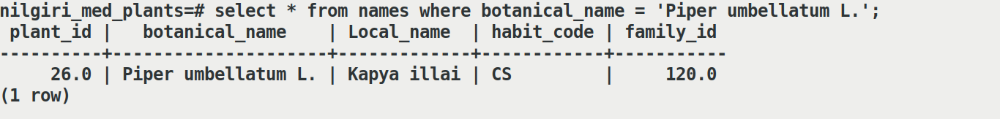 nilgiri_med_plants=# select * from names where botanical_name = 'Piper umbellatum L.';
 plant_id |   botanical_name    | Local_name  | habit_code | family_id
----------+---------------------+-------------+------------+-----------
     26.0 | Piper umbellatum L. | Kapya illai | CS         |     120.0
(1 row)